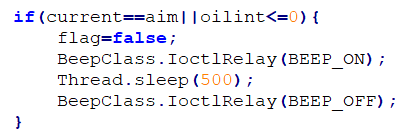 if(current==aim||oilint<=0){
    flag=false;
    BeepClass.IoctlRelay(BEEP_ON);
    Thread.sleep(500);
    BeepClass.IoctlRelay(BEEP_OFF);
}